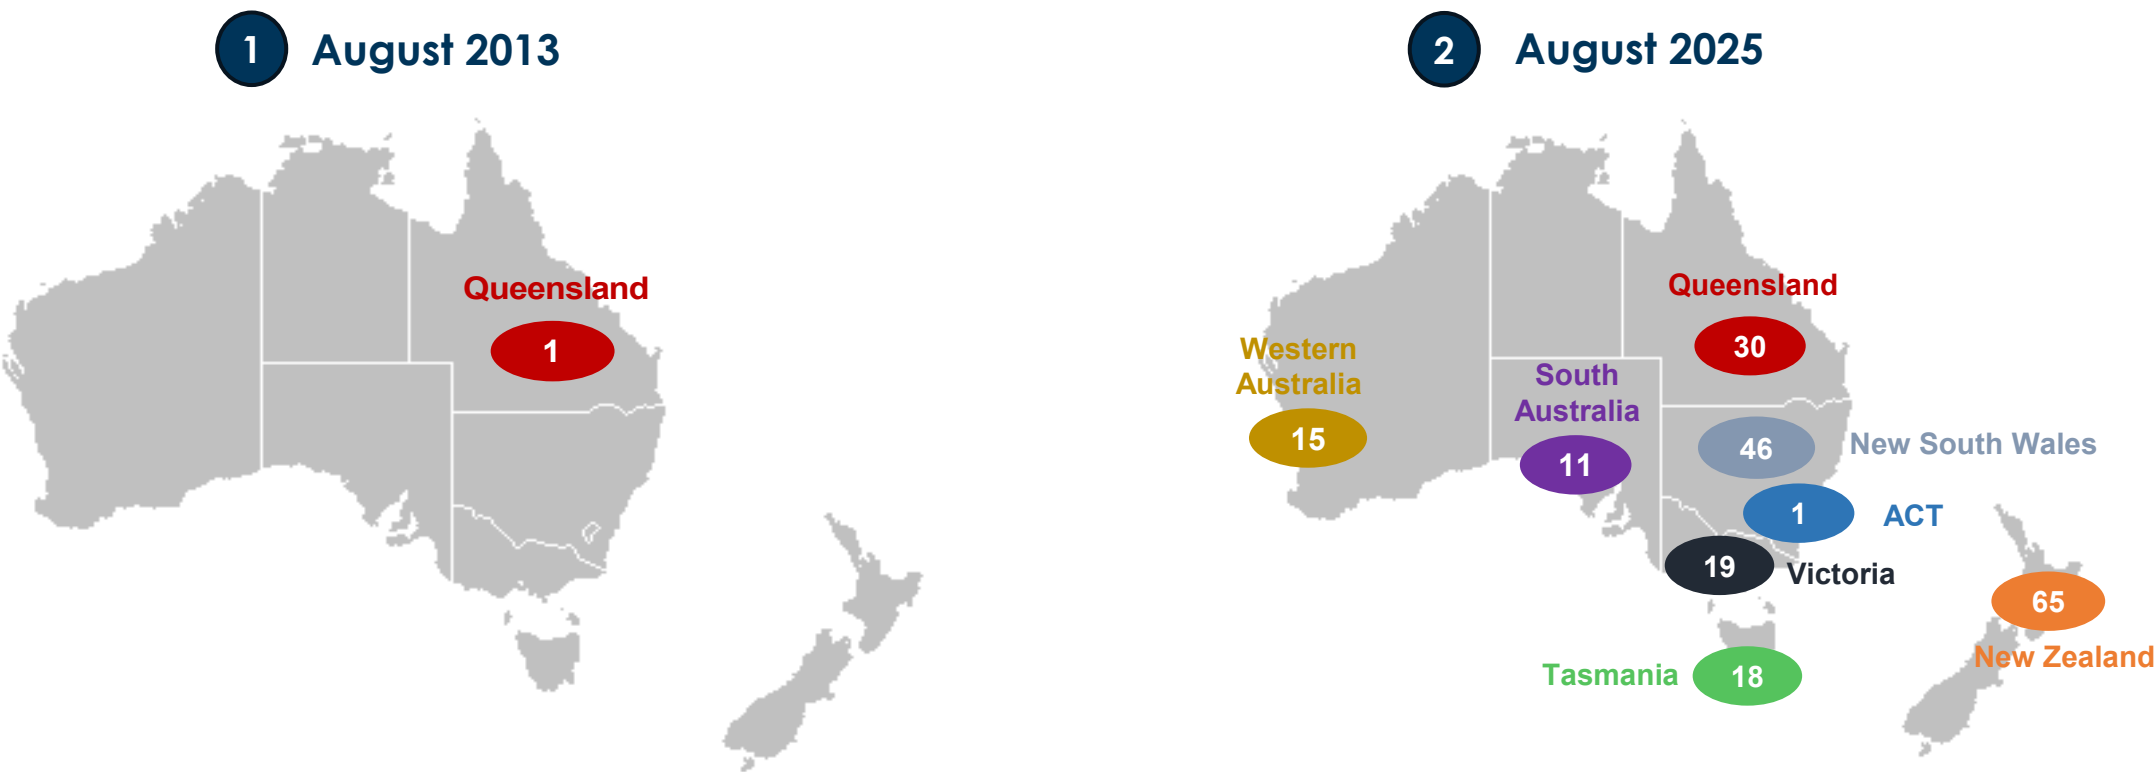 1
August 2013
Queensland
1
2
August 2025
Queensland
30
Western
Australia
15
South
Australia
11
46
New South Wales
1
ACT
19
Victoria
65
New Zealand
Tasmania
18